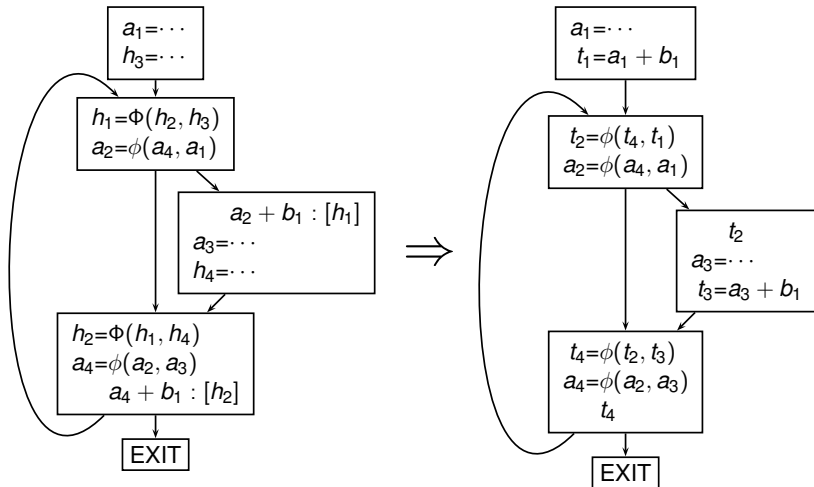 a₁=···
h₃=···
h₁=Φ(h₂, h₃)
a₂=ϕ(a₄, a₁)
a₂ + b₁ : [h₁]
a₃=···
h₄=···
h₂=Φ(h₁, h₄)
a₄=ϕ(a₂, a₃)
a₄ + b₁ : [h₂]
EXIT
⇒
a₁=···
t₁=a₁ + b₁
t₂=ϕ(t₄, t₁)
a₂=ϕ(a₄, a₁)
t₂
a₃=···
t₃=a₃ + b₁
t₄=ϕ(t₂, t₃)
a₄=ϕ(a₂, a₃)
t₄
EXIT